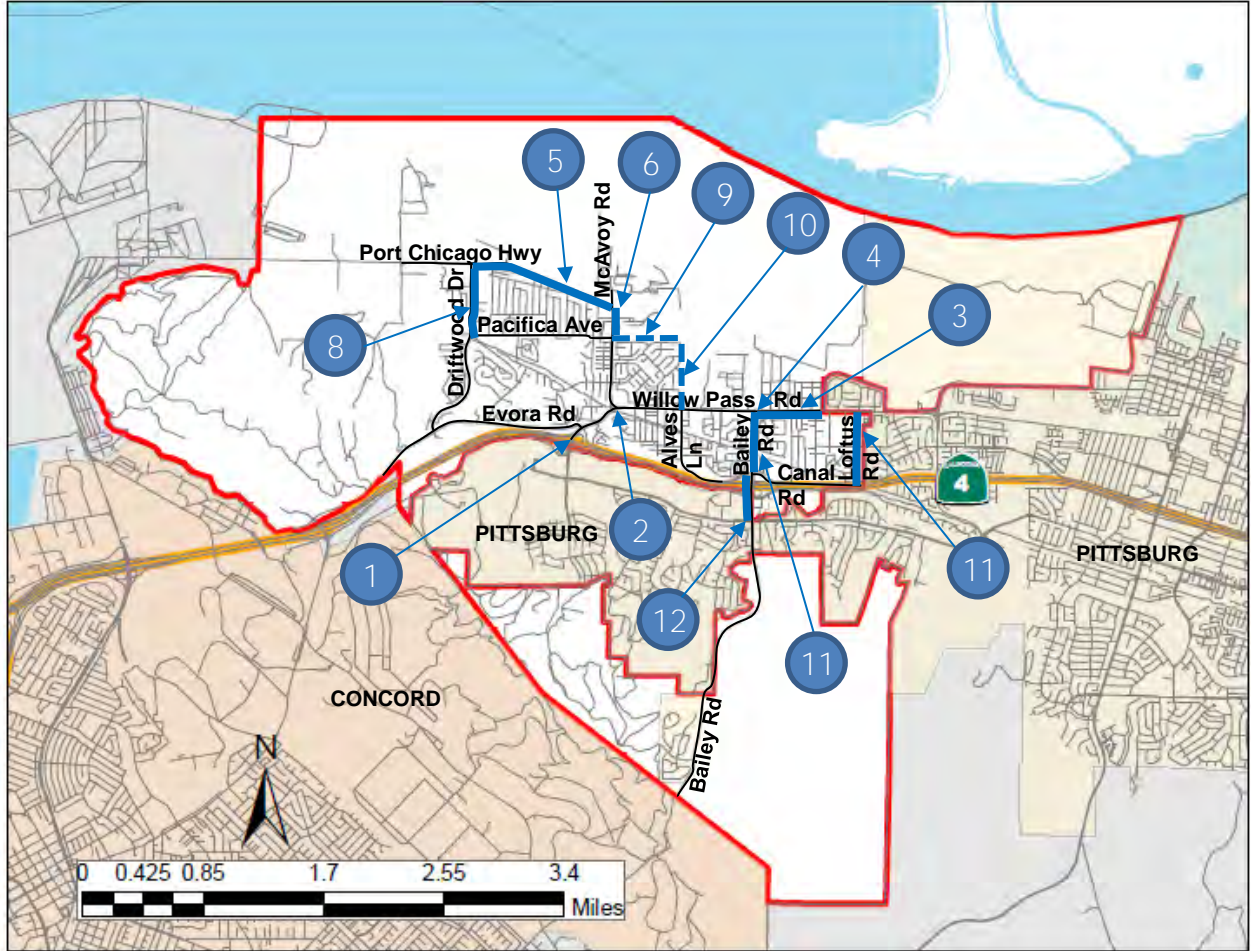 5
6
9
10
4
3
McAvoy Rd
Port Chicago Hwy
Driftwood Dr
8
Pacifica Ave
Willow Pass Rd
Evora Rd
Alves
Ln
Bailey
Rd
Loftus
Rd
Canal
Rd
4
PITTSBURG
2
PITTSBURG
1
11
12
11
CONCORD
Bailey Rd
N
0 0.425 0.85 1.7 2.55 3.4
Miles